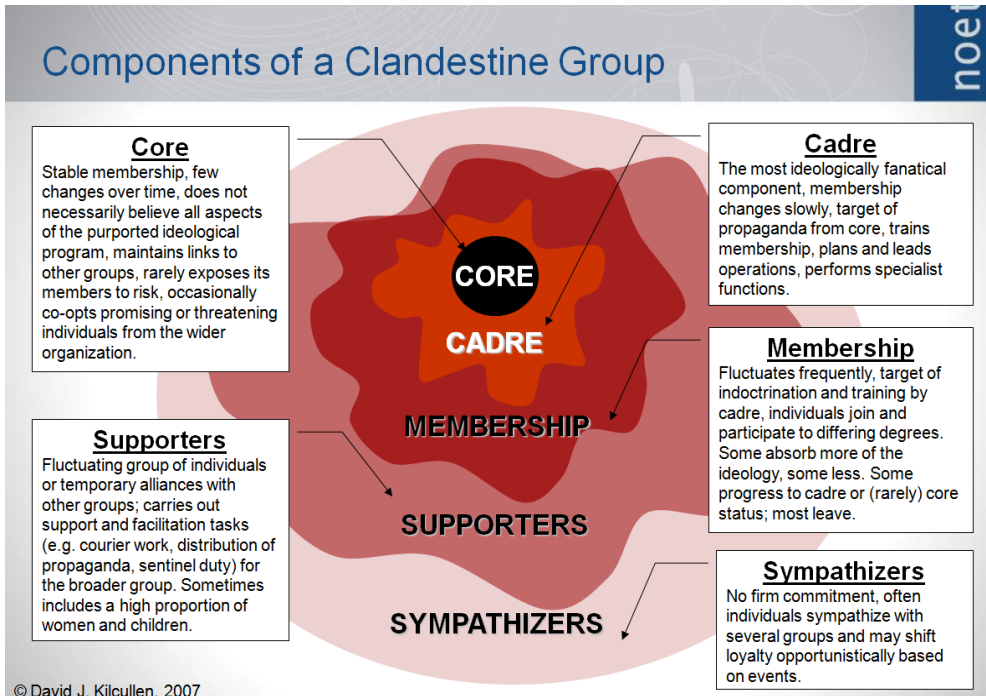 Components of a Clandestine Group
noet
Core
Stable membership, few
changes over time, does not
necessarily believe all aspects
of the purported ideological
program, maintains links to
other groups, rarely exposes its
members to risk, occasionally
co-opts promising or threatening
individuals from the wider
organization.
Cadre
The most ideologically fanatical
component, membership
changes slowly, target of
propaganda from core, trains
membership, plans and leads
operations, performs specialist
functions.
CORE
CADRE
MEMBERSHIP
SUPPORTERS
SYMPATHIZERS
Membership
Fluctuates frequently, target of
indoctrination and training by
cadre, individuals join and
participate to differing degrees.
Some absorb more of the
ideology, some less. Some
progress to cadre or (rarely) core
status; most leave.
Supporters
Fluctuating group of individuals
or temporary alliances with
other groups; carries out
support and facilitation tasks
(e.g. courier work, distribution of
propaganda, sentinel duty) for
the broader group. Sometimes
includes a high proportion of
women and children.
Sympathizers
No firm commitment, often
individuals sympathize with
several groups and may shift
loyalty opportunistically based
on events.
© David J. Kilcullen, 2007